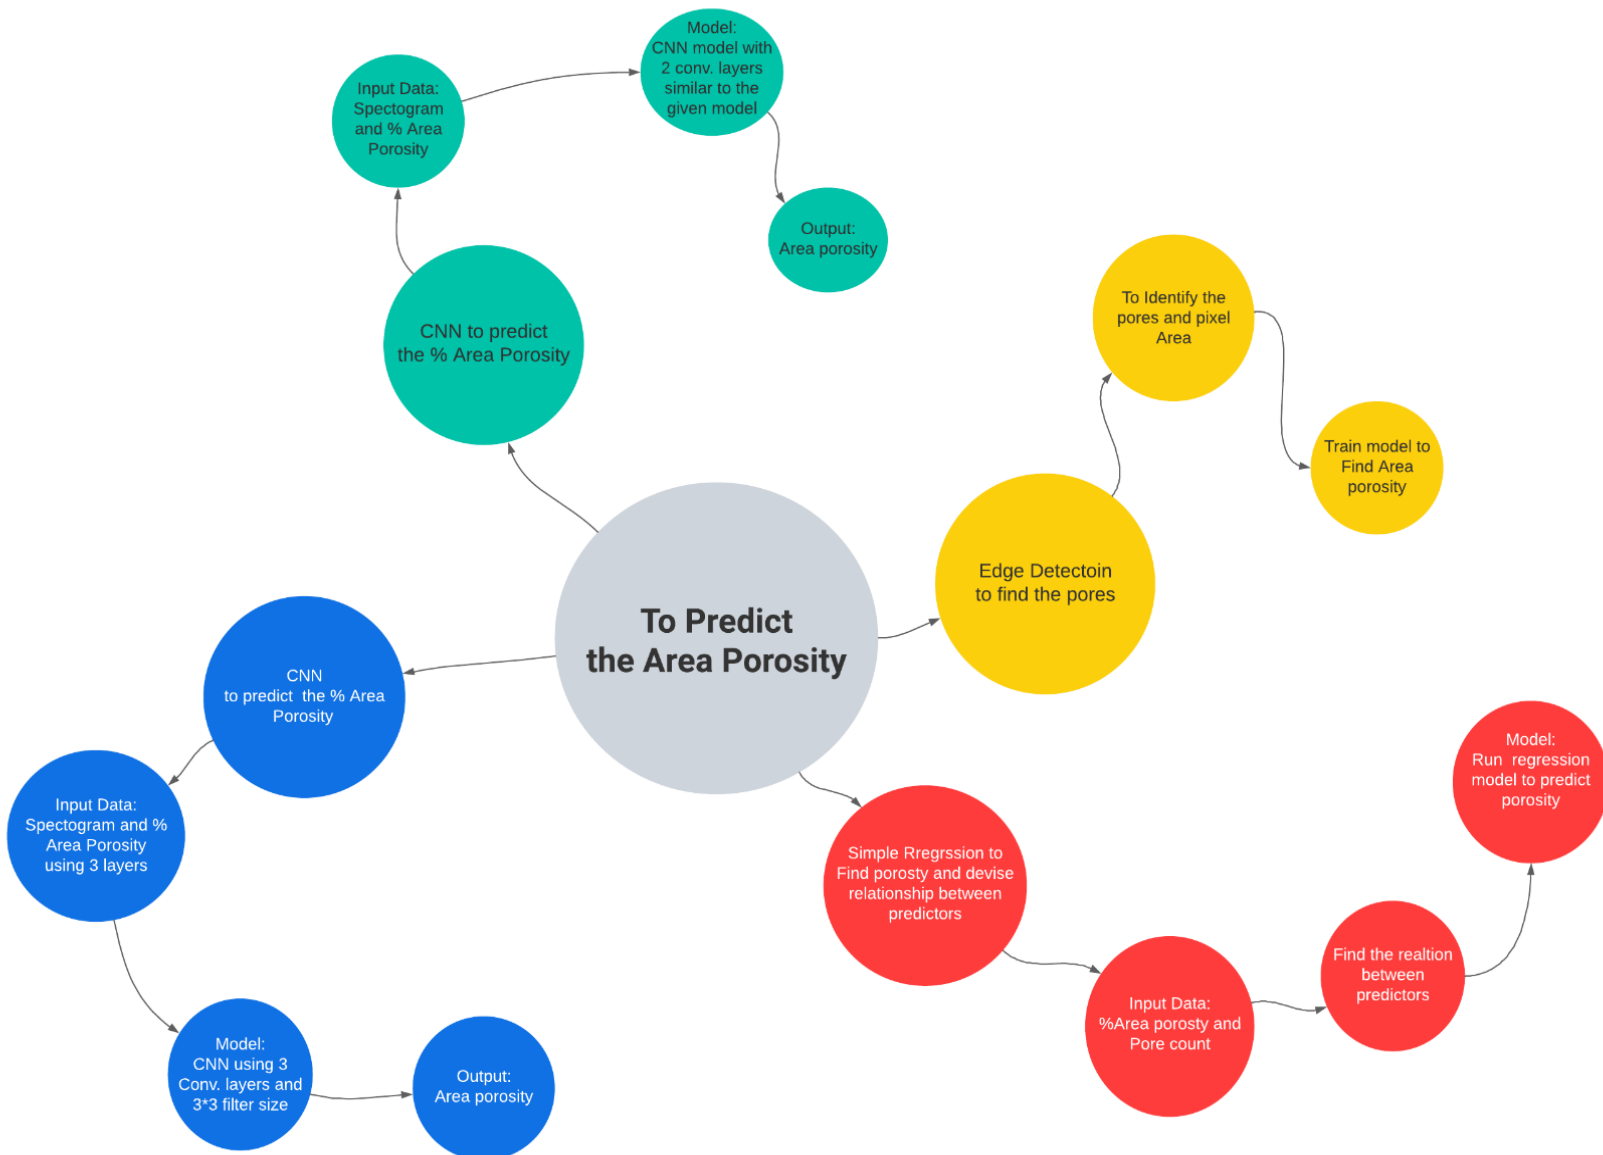 Model:
CNN model with
2 conv. layers
similar to the
given model
Input Data:
Spectogram
and % Area
Porosity
Output:
Area porosity
CNN to predict
the % Area Porosity
To Identify the
pores and pixel
Area
Train model to
Find Area
porosity
Edge Detectoin
to find the pores
To Predict
the Area Porosity
CNN
to predict  the % Area
Porosity
Input Data:
Spectogram and %
Area Porosity
using 3 layers
Model:
CNN using 3
Conv. layers and
3*3 filter size
Output:
Area porosity
Simple Rregrssion to
Find porosty and devise
relationship between
predictors
Input Data:
%Area porosty and
Pore count
Find the realtion
between
predictors
Model:
Run  regression
model to predict
porosity